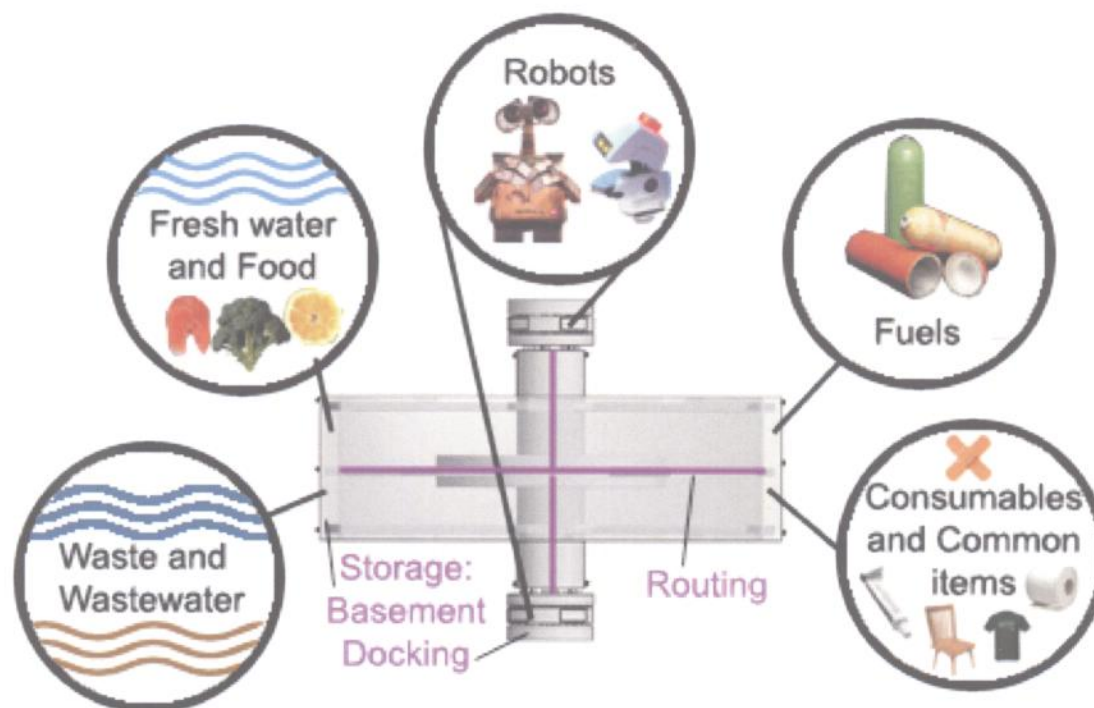 Robots
Fresh water
and Food
Fuels
Waste and
Wastewater
Storage:
Basement
Docking
Routing
Consumables
and Common
items